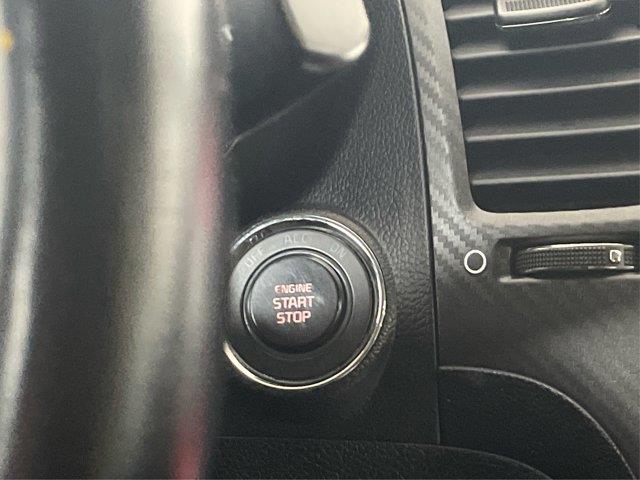 OFF ACC ON
ENGINE
START
STOP